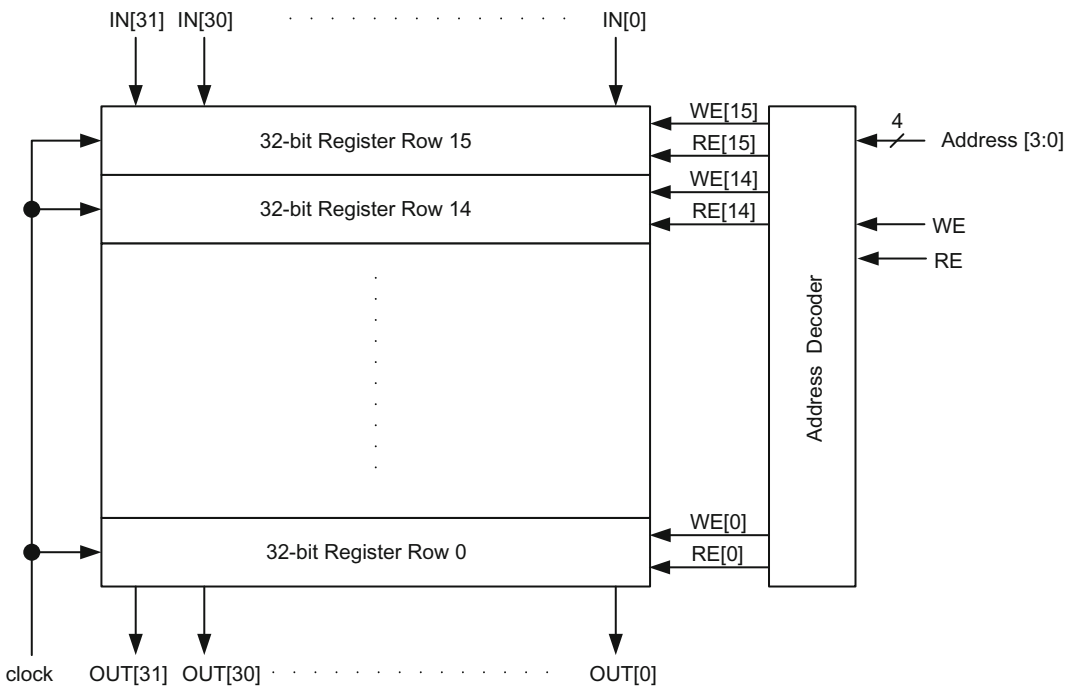 IN[31] IN[30] . . . . . . . . . . . IN[0]
32-bit Register Row 15
WE[15]
RE[15]
4
Address [3:0]
32-bit Register Row 14
WE[14]
RE[14]
WE
RE
Address Decoder
32-bit Register Row 0
WE[0]
RE[0]
clock
OUT[31] OUT[30] . . . . . . . . . . . . . OUT[0]